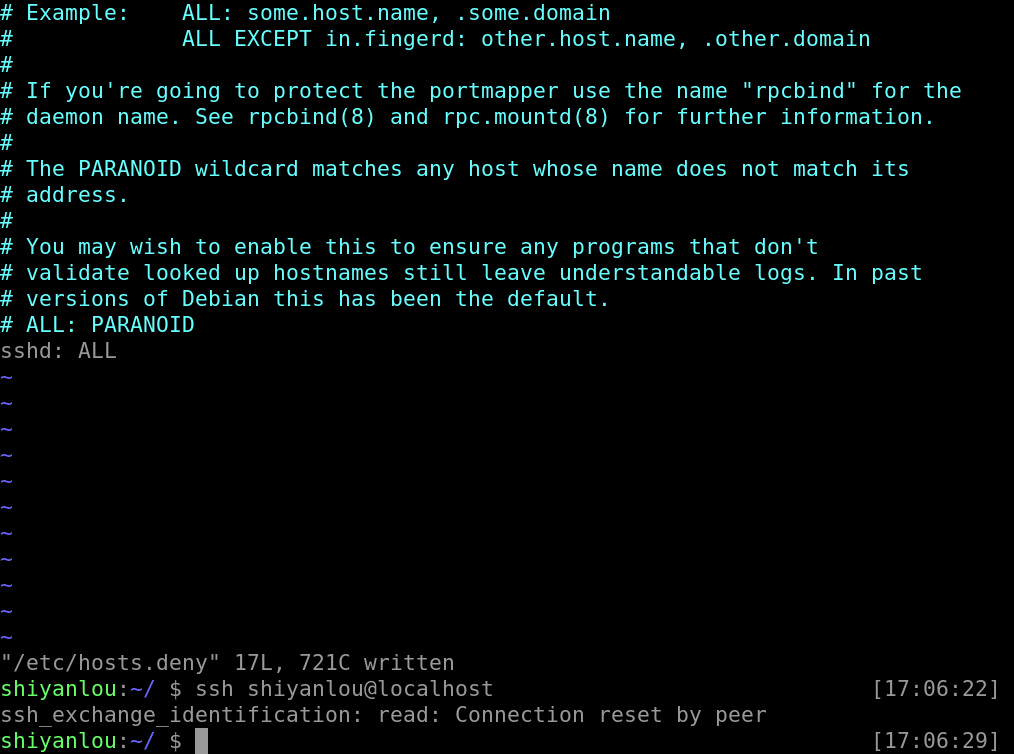 # Example:    ALL: some.host.name, .some.domain
#             ALL EXCEPT in.fingerd: other.host.name, .other.domain
#
# If you're going to protect the portmapper use the name "rpcbind" for the
# daemon name. See rpcbind(8) and rpc.mountd(8) for further information.
#
# The PARANOID wildcard matches any host whose name does not match its
# address.
#
# You may wish to enable this to ensure any programs that don't
# validate looked up hostnames still leave understandable logs. In past
# versions of Debian this has been the default.
# ALL: PARANOID
sshd: ALL
~
~
~
~
~
~
~
~
~
~
~
"/etc/hosts.deny" 17L, 721C written
shiyanlou:~/ $ ssh shiyanlou@localhost                             [17:06:22]
ssh_exchange_identification: read: Connection reset by peer
shiyanlou:~/ $                                                     [17:06:29]